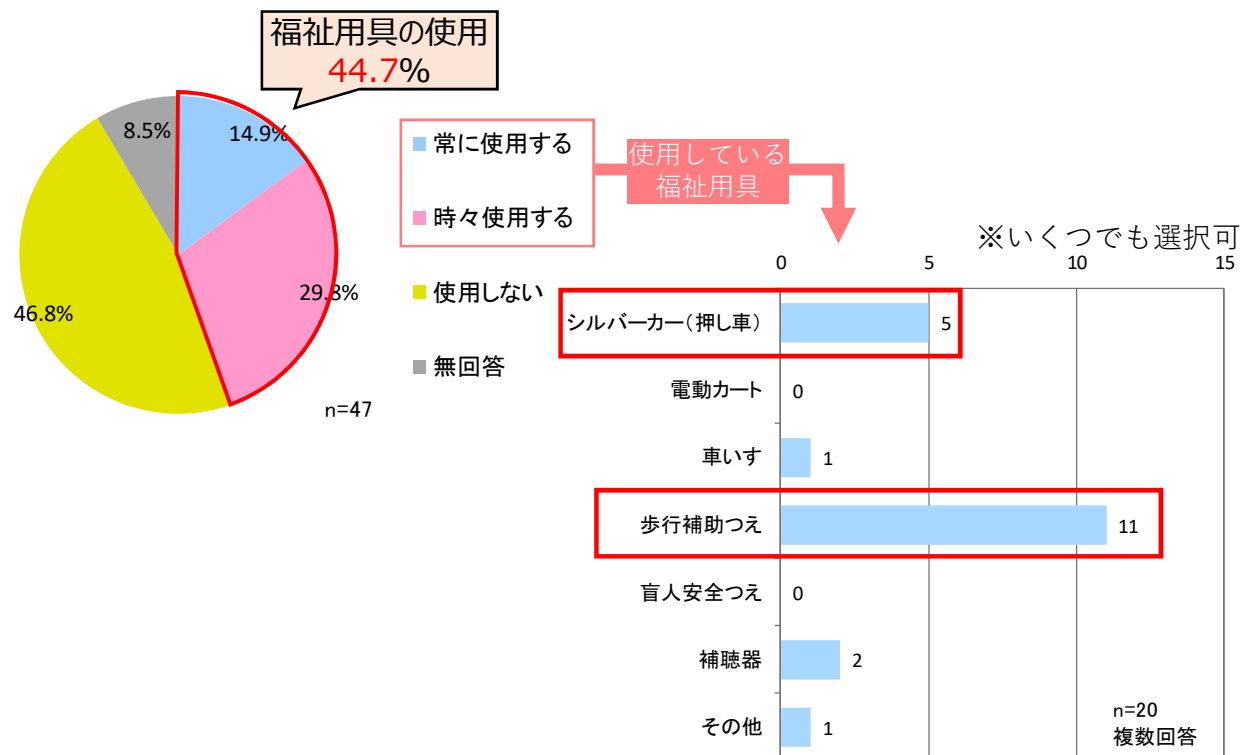 福祉用具の使用
44.7%
8.5%
14.9%
29.8%
46.8%
n=47
常に使用する
時々使用する
使用しない
無回答
使用している
福祉用具
※いくつでも選択可
0 5 10 15
シルバーカー（押し車） 5
電動カート 0
車いす 1
歩行補助つえ 11
盲人安全つえ 0
補聴器 2
その他 1
n=20
複数回答